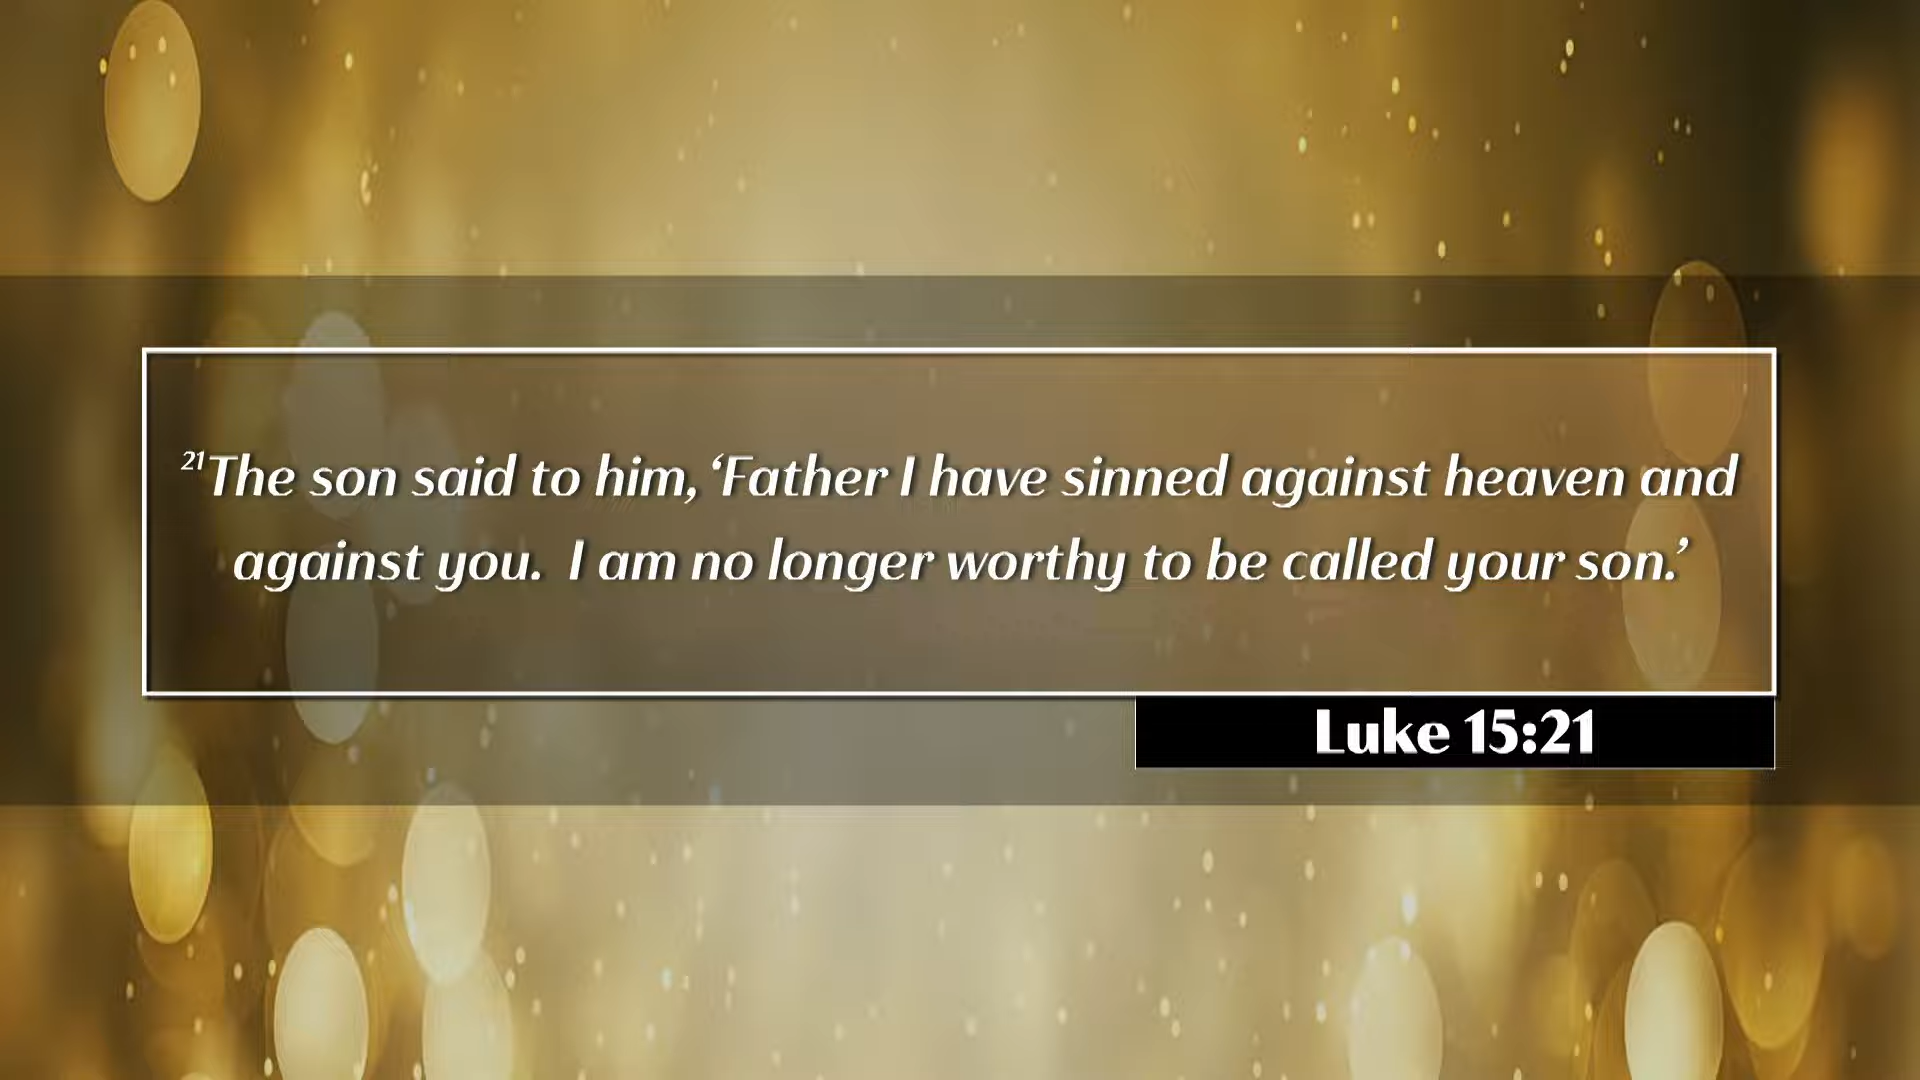 21The son said to him, ‘Father I have sinned against heaven and
against you.  I am no longer worthy to be called your son.’
Luke 15:21